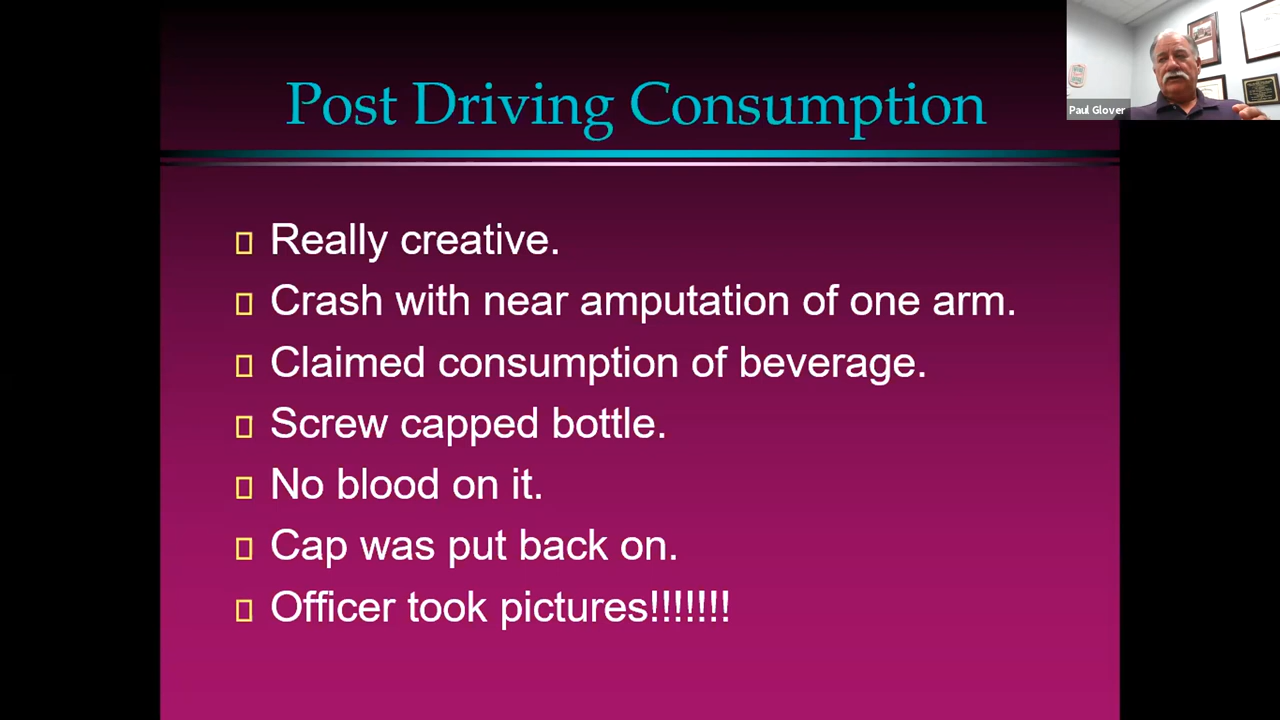 Post Driving Consumption
Paul Glover
Really creative.
Crash with near amputation of one arm.
Claimed consumption of beverage.
Screw capped bottle.
No blood on it.
Cap was put back on.
Officer took pictures!!!!!!!